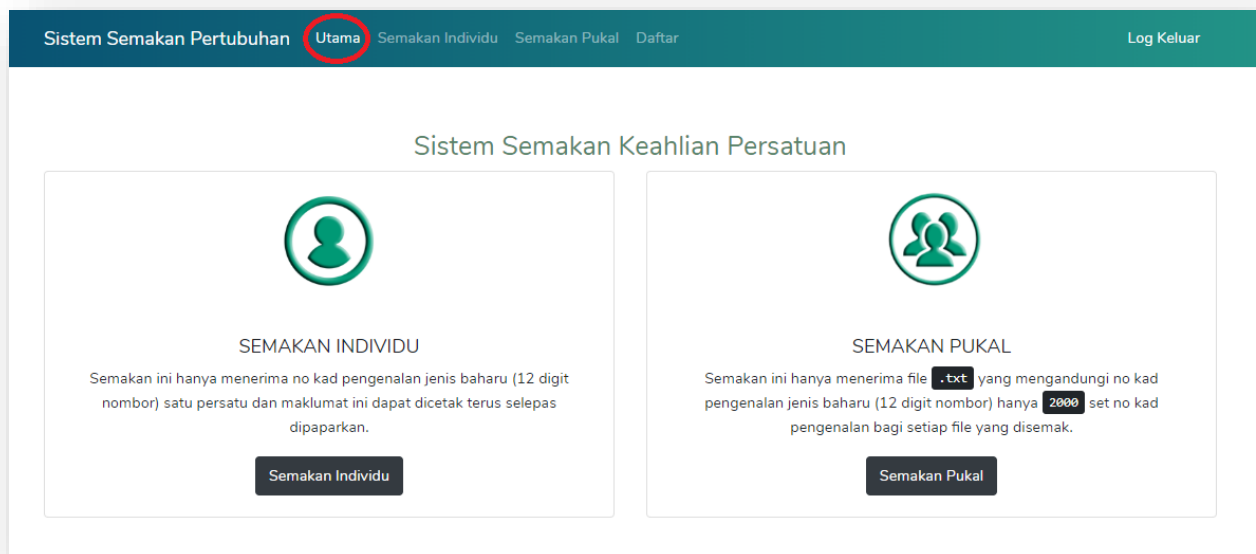 Sistem Semakan Pertubuhan Utama Semakan Individu Semakan Pukal Daftar Log Keluar
Sistem Semakan Keahlian Persatuan
SEMAKAN INDIVIDU
Semakan ini hanya menerima no kad pengenalan jenis baharu (12 digit
nombor) satu persatu dan maklumat ini dapat dicetak terus selepas
dipaparkan.
Semakan Individu
SEMAKAN PUKAL
Semakan ini hanya menerima file .txt yang mengandungi no kad
pengenalan jenis baharu (12 digit nombor) hanya 2000 set no kad
pengenalan bagi setiap file yang disemak.
Semakan Pukal